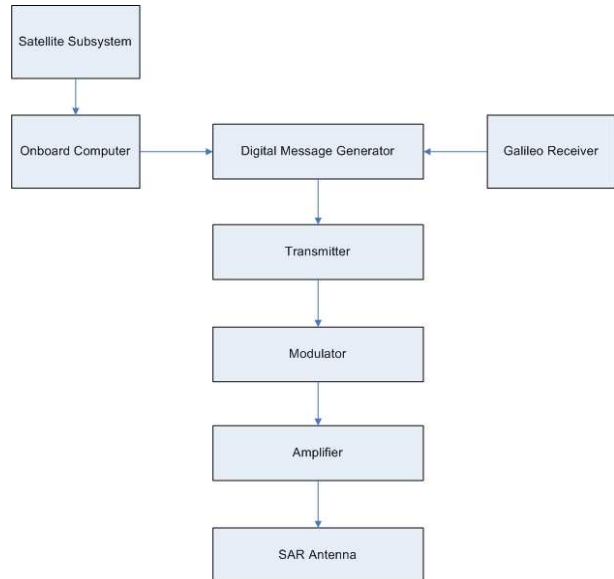 Satellite Subsystem
Onboard Computer
Digital Message Generator
Galileo Receiver
Transmitter
Modulator
Amplifier
SAR Antenna